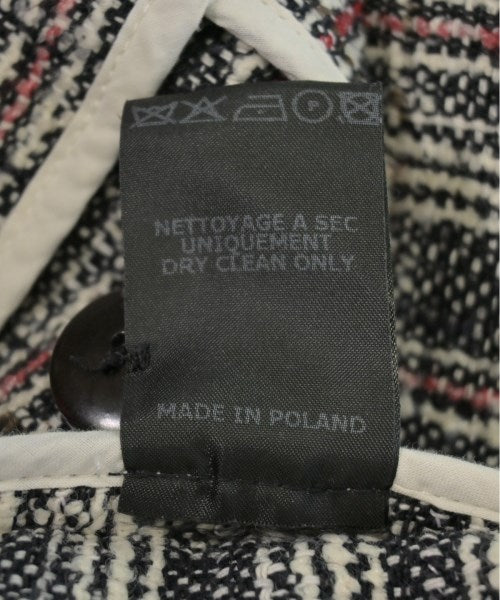 NETTOYAGE A SEC
UNIQUEMENT
DRY CLEAN ONLY
MADE IN POLAND